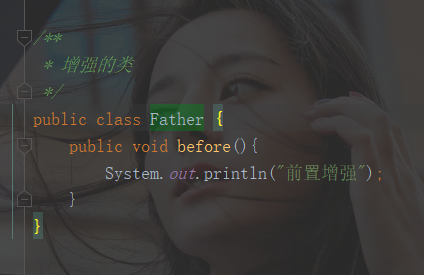 /**
 * 增强的类
 */
public class Father {
    public void before(){
        System.out.println("前置增强");
    }
}